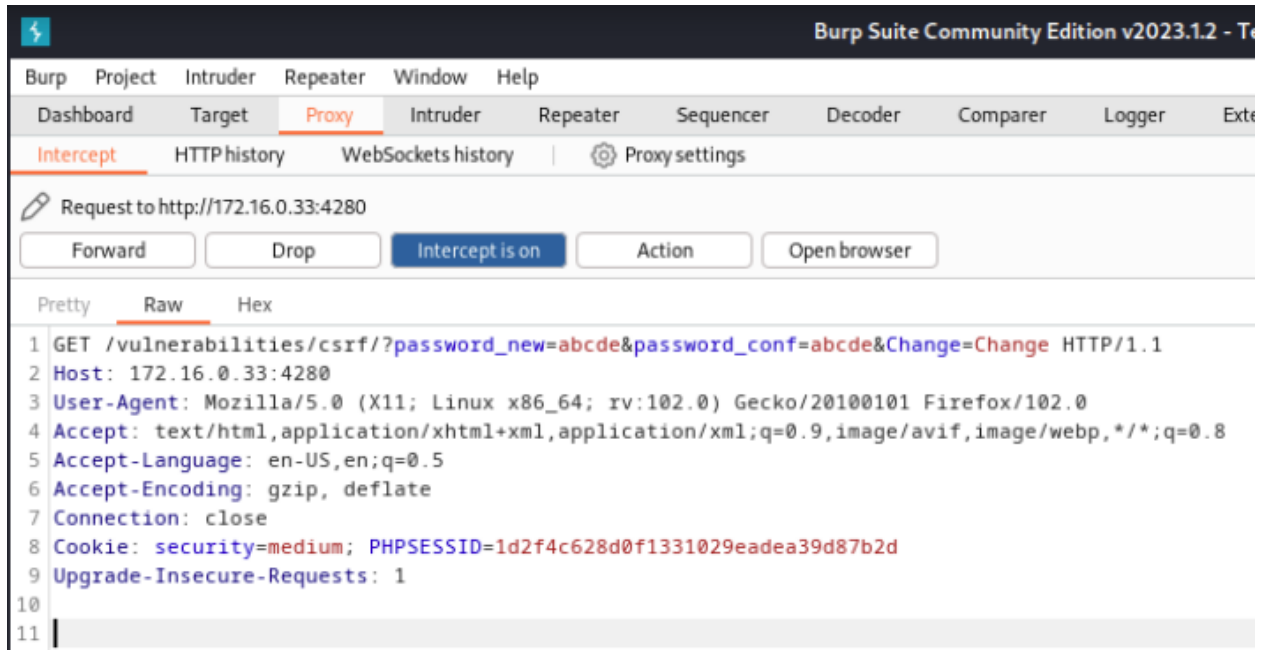 Burp Suite Community Edition v2023.1.2 - Te
Burp Project Intruder Repeater Window Help
Dashboard Target Proxy Intruder Repeater Sequencer Decoder Comparer Logger Exte
Intercept HTTP history WebSockets history Proxy settings
Request to http://172.16.0.33:4280
Forward Drop Intercept is on Action Open browser
Pretty Raw Hex
1 GET /vulnerabilities/csrf/?password_new=abcde&password_conf=abcde&Change=Change HTTP/1.1
2 Host: 172.16.0.33:4280
3 User-Agent: Mozilla/5.0 (X11; Linux x86_64; rv:102.0) Gecko/20100101 Firefox/102.0
4 Accept: text/html,application/xhtml+xml,application/xml;q=0.9,image/avif,image/webp,*/*;q=0.8
5 Accept-Language: en-US,en;q=0.5
6 Accept-Encoding: gzip, deflate
7 Connection: close
8 Cookie: security=medium; PHPSESSID=1d2f4c628d0f1331029eadea39d87b2d
9 Upgrade-Insecure-Requests: 1
10
11